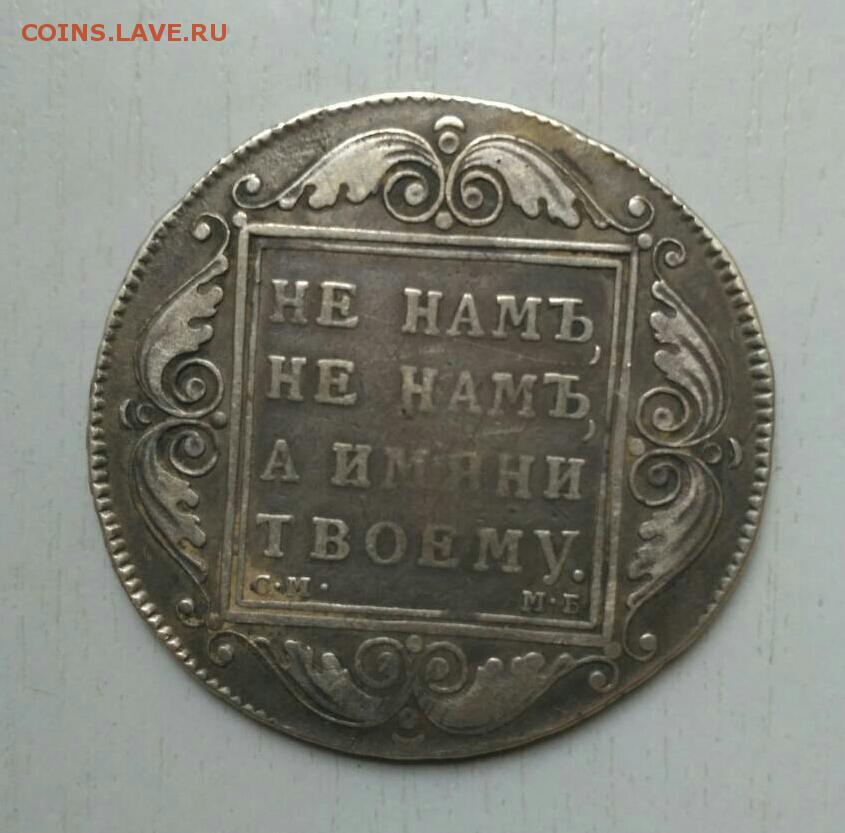 COINS.LAVE.RU
НЕ НАМЪ,
НЕ НАМЪ,
А ИМЯНИ
ТВОЕМУ.
С·М·
М·Б